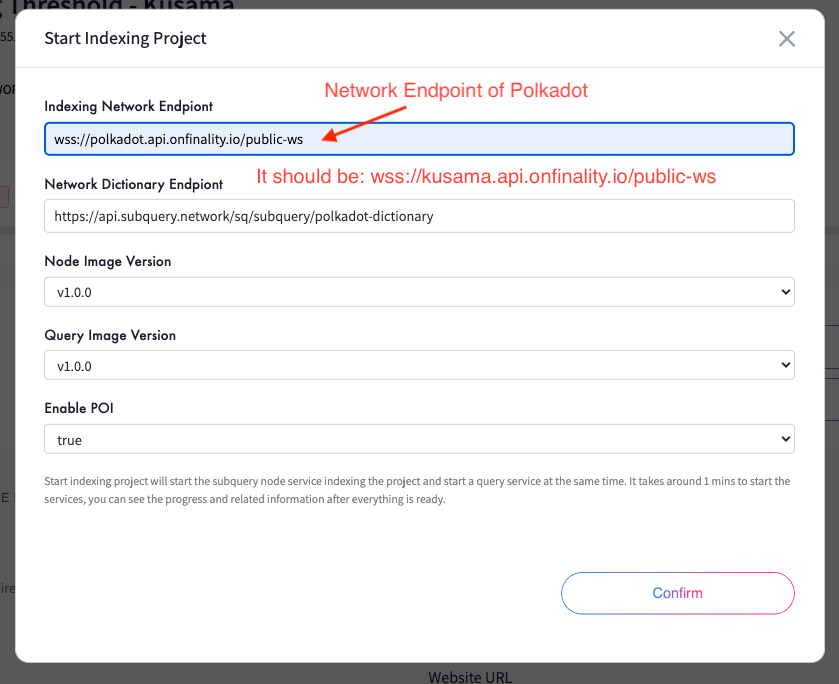 Threshold - Kusama
Start Indexing Project
Network Endpoint of Polkadot
Indexing Network Endpiont
wss://polkadot.api.onfinality.io/public-ws
It should be: wss://kusama.api.onfinality.io/public-ws
Network Dictionary Endpiont
https://api.subquery.network/sq/subquery/polkadot-dictionary
Node Image Version
v1.0.0
Query Image Version
v1.0.0
Enable POI
true
Start indexing project will start the subquery node service indexing the project and start a query service at the same time. It takes around 1 mins to start the
services, you can see the progress and related information after everything is ready.
Confirm
Website URL